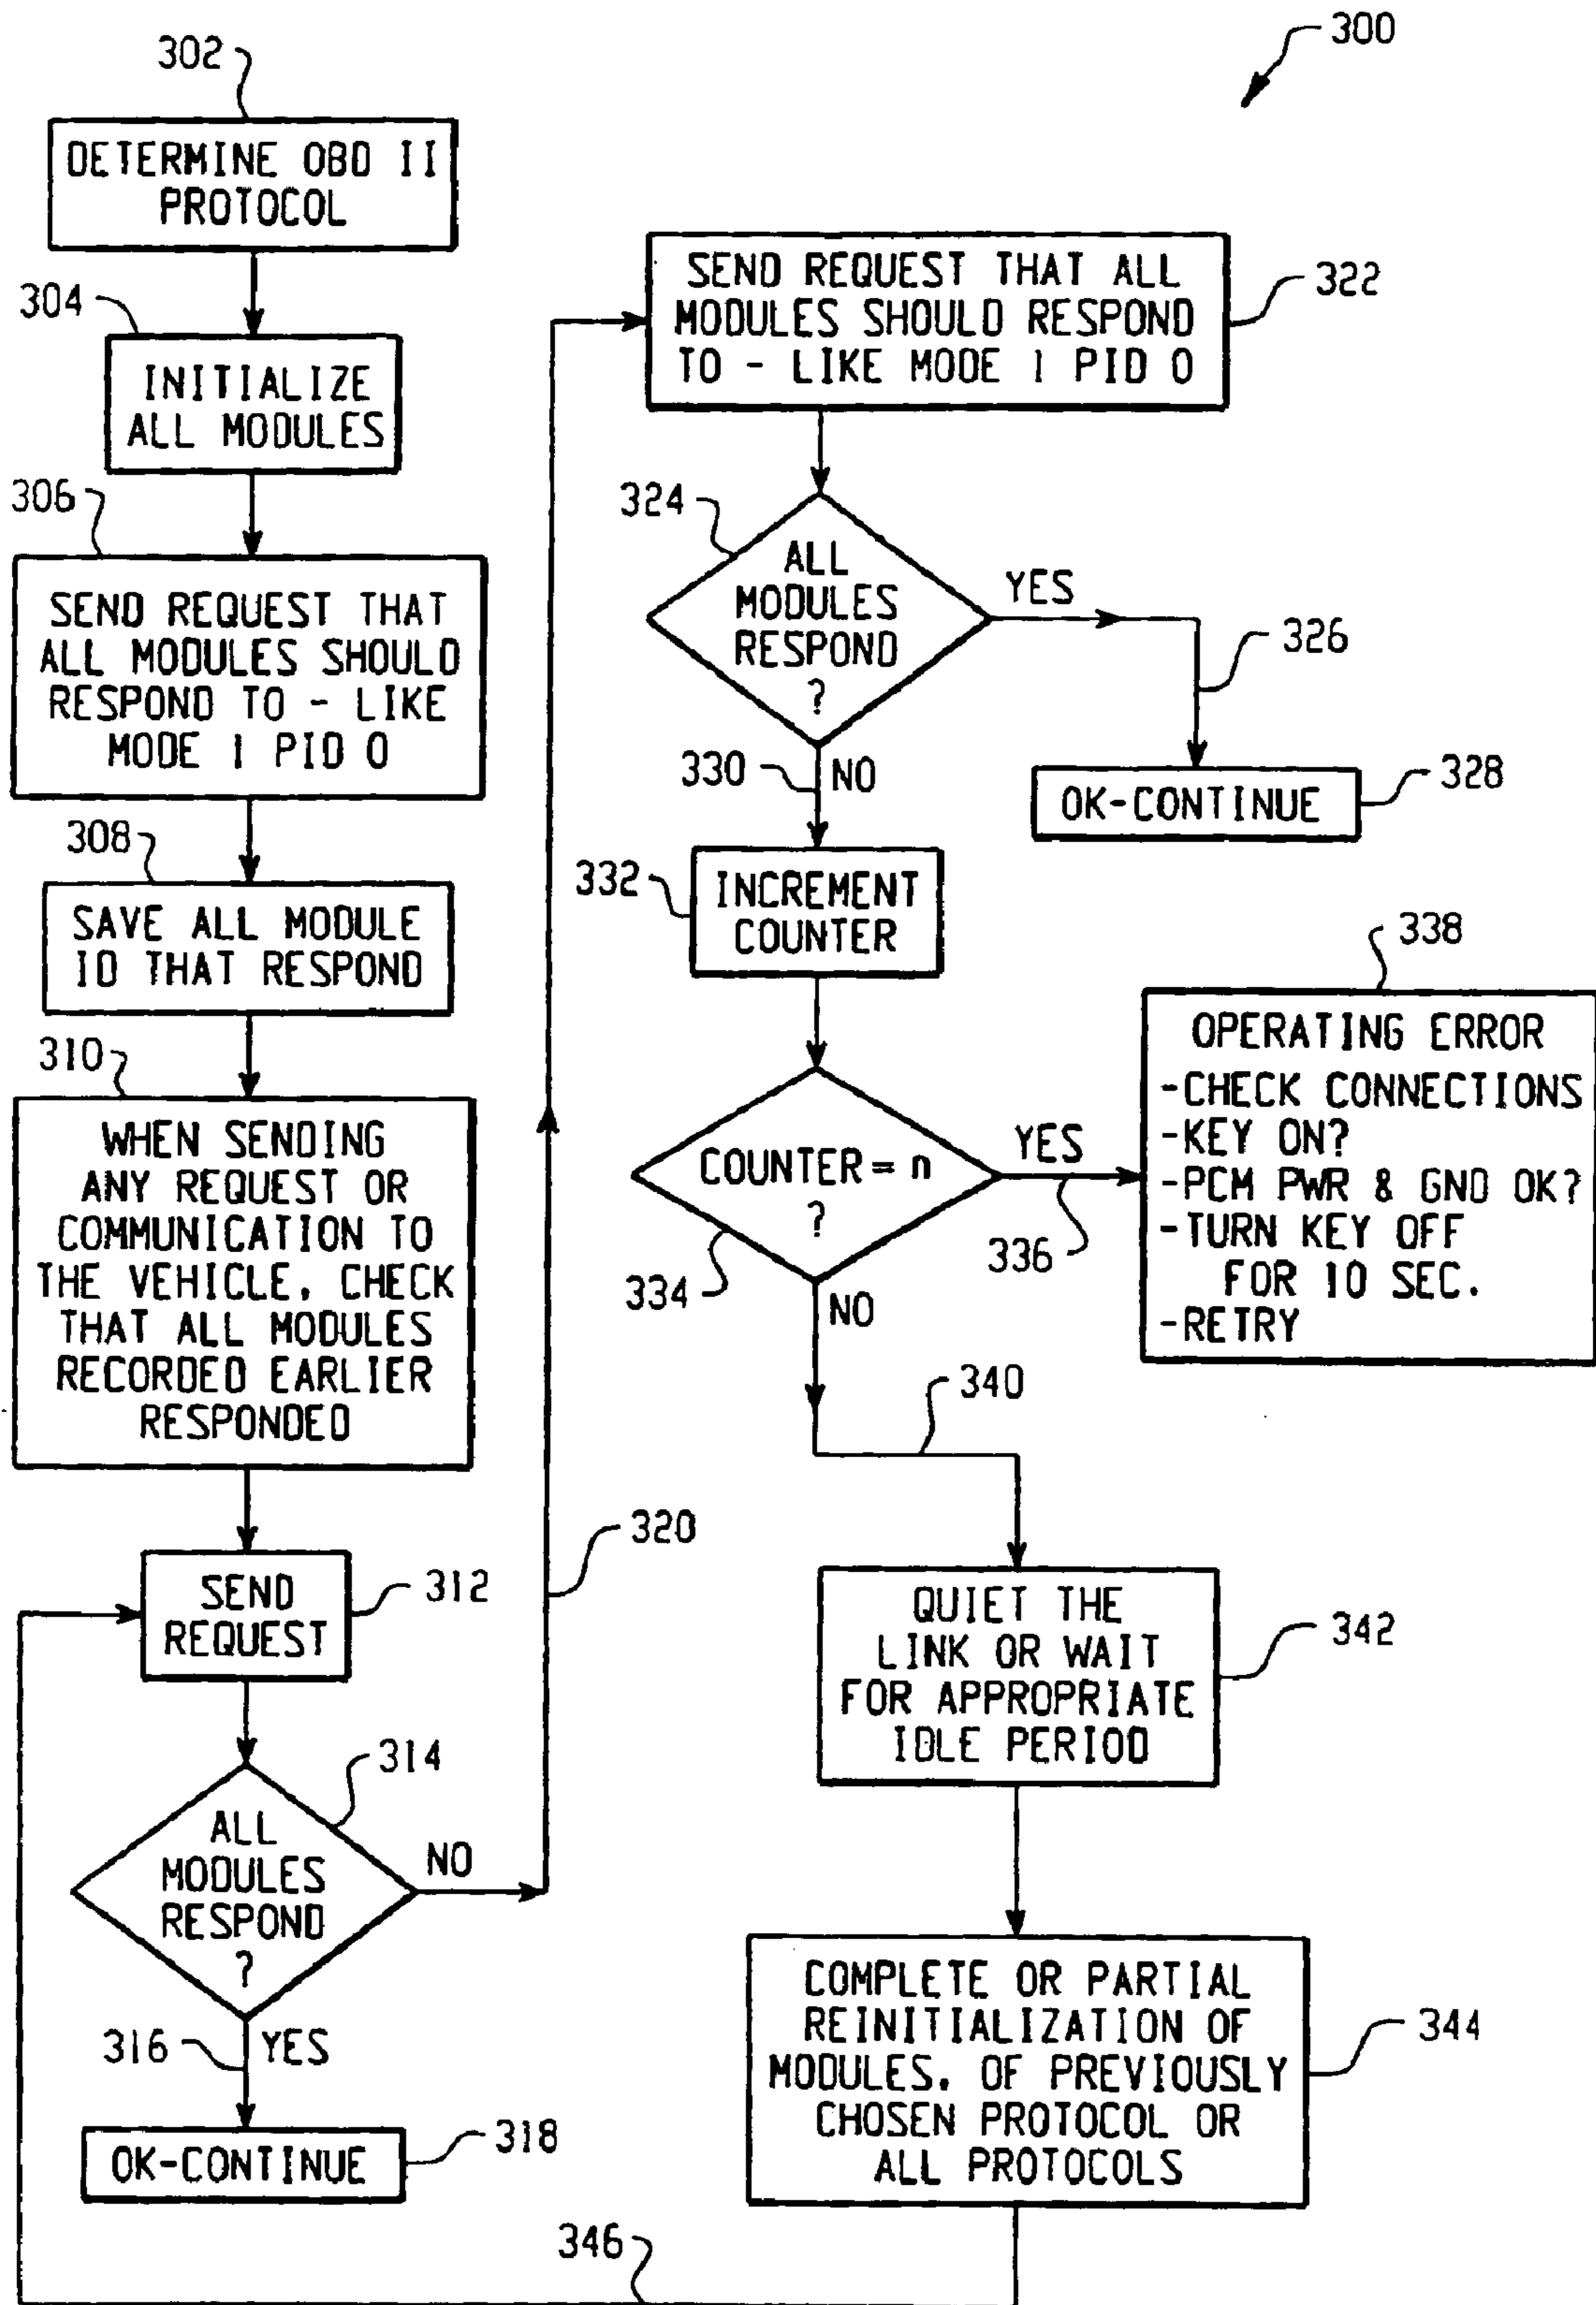 300
302
DETERMINE OBD II
PROTOCOL
304
INITIALIZE
ALL MODULES
306
SEND REQUEST THAT
ALL MODULES SHOULD
RESPOND TO - LIKE
MODE 1 PID 0
308
SAVE ALL MODULE
ID THAT RESPOND
310
WHEN SENDING
ANY REQUEST OR
COMMUNICATION TO
THE VEHICLE, CHECK
THAT ALL MODULES
RECORDED EARLIER
RESPONDED
SEND
REQUEST
312
314
ALL
MODULES
RESPOND
?
NO
316
YES
OK-CONTINUE
318
320
SEND REQUEST THAT ALL
MODULES SHOULD RESPOND
TO - LIKE MODE 1 PID 0
322
324
ALL
MODULES
RESPOND
?
YES
326
OK-CONTINUE
328
330
NO
332
INCREMENT
COUNTER
COUNTER = n
?
334
YES
336
338
OPERATING ERROR
-CHECK CONNECTIONS
-KEY ON?
-PCM PWR & GND OK?
-TURN KEY OFF
FOR 10 SEC.
-RETRY
NO
340
QUIET THE
LINK OR WAIT
FOR APPROPRIATE
IDLE PERIOD
342
COMPLETE OR PARTIAL
REINITIALIZATION OF
MODULES, OF PREVIOUSLY
CHOSEN PROTOCOL OR
ALL PROTOCOLS
344
346